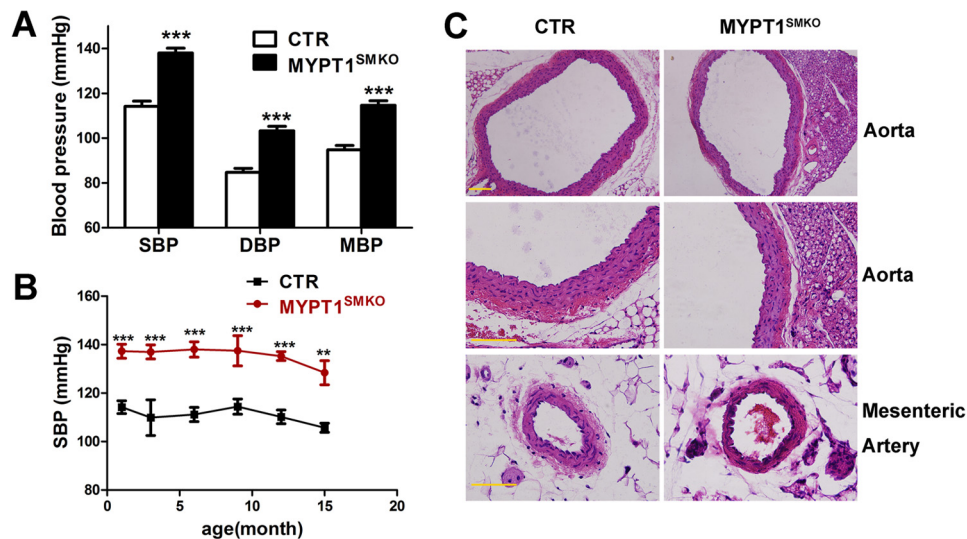 A
Blood pressure (mmHg)
140
120
100
80
60
***
***
***
CTR
MYPT1SMKO
SBP DBP MBP
B
SBP (mmHg)
160
140
120
100
80
CTR
MYPT1SMKO
*** *** *** *** *** **
0 5 10 15 20
age(month)
C
CTR MYPT1SMKO
Aorta
Aorta
Mesenteric
Artery